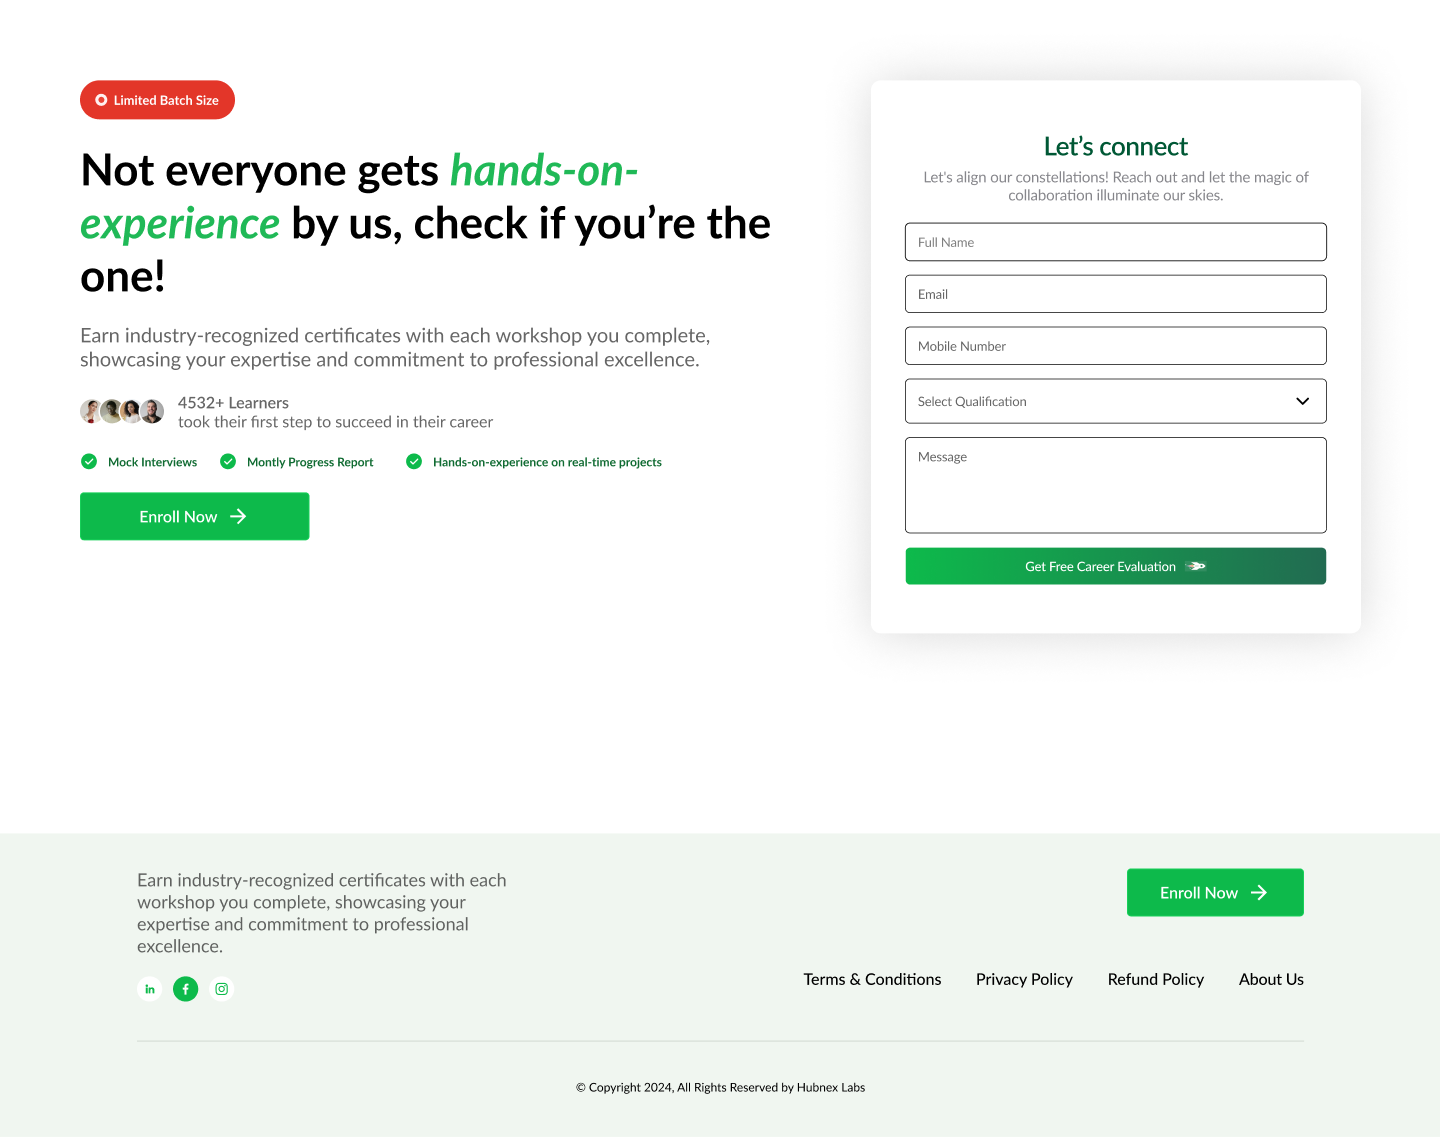 Limited Batch Size
Not everyone gets hands-on-
experience by us, check if you’re the
one!
Earn industry-recognized certificates with each workshop you complete,
showcasing your expertise and commitment to professional excellence.
4532+ Learners
took their first step to succeed in their career
Mock Interviews
Montly Progress Report
Hands-on-experience on real-time projects
Enroll Now
Let’s connect
Let's align our constellations! Reach out and let the magic of
collaboration illuminate our skies.
Full Name
Email
Mobile Number
Select Qualification
Message
Get Free Career Evaluation
Earn industry-recognized certificates with each
workshop you complete, showcasing your
expertise and commitment to professional
excellence.
Enroll Now
Terms & Conditions
Privacy Policy
Refund Policy
About Us
© Copyright 2024, All Rights Reserved by Hubnex Labs